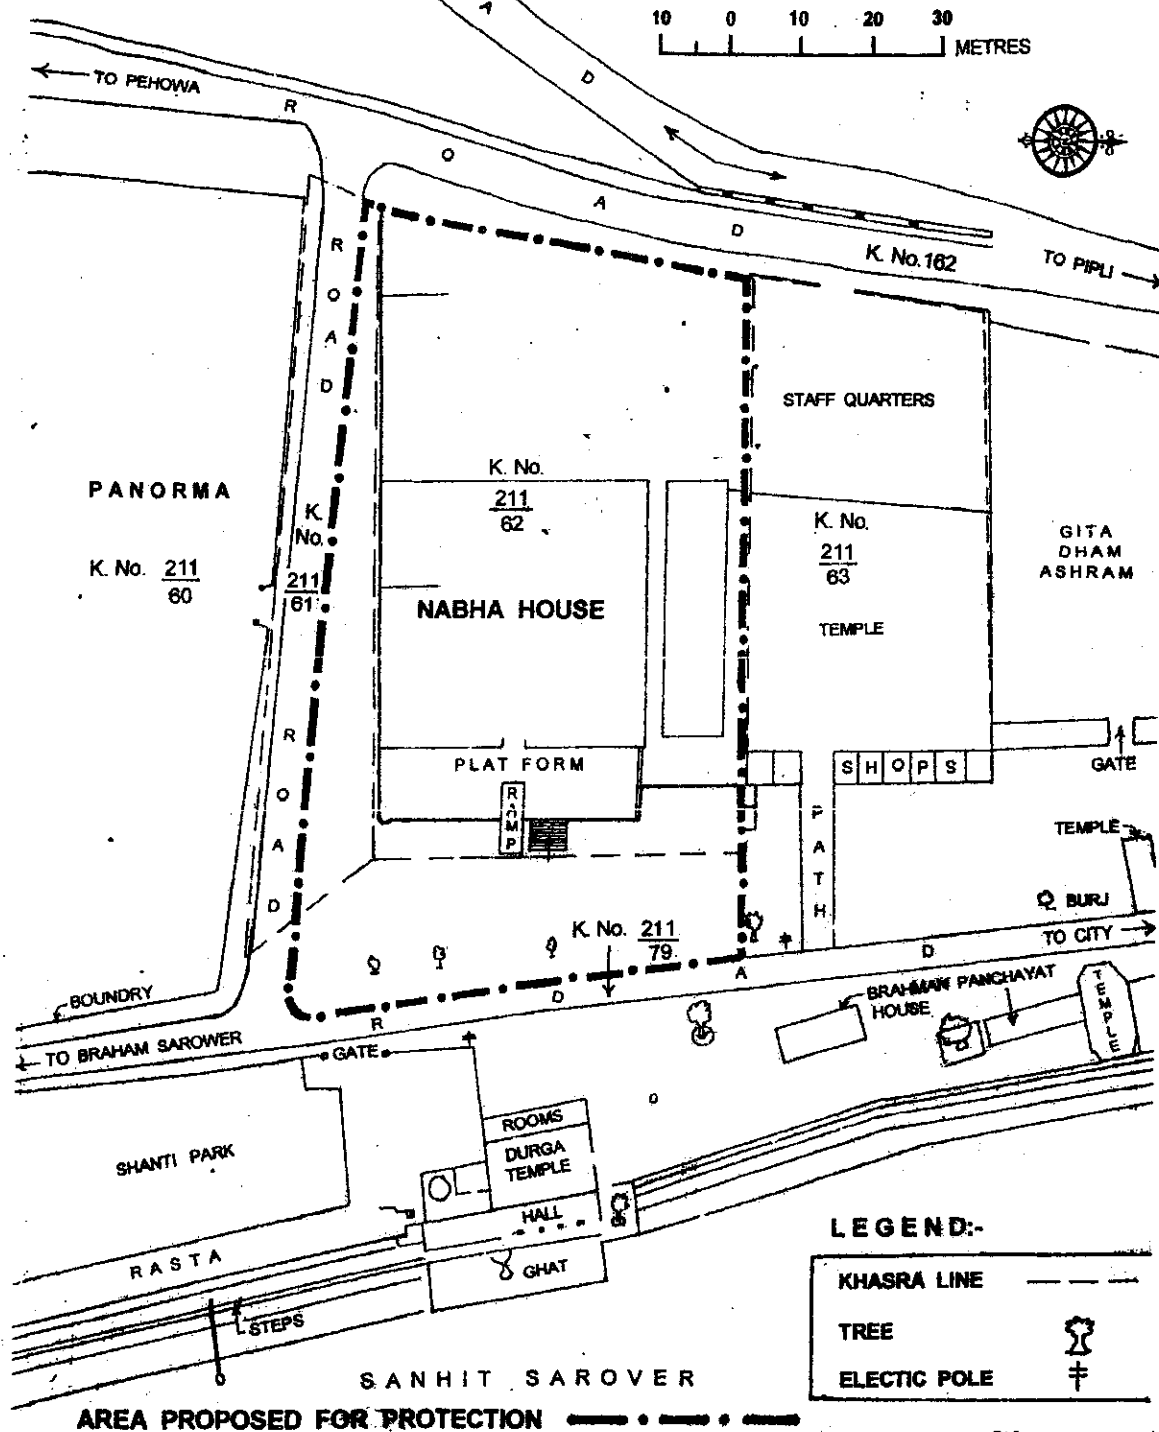 10 0 10 20 30
METRES
A
D
TO PEHOWA
R O A D
K. No.162
TO PIPLI
R O A D
STAFF QUARTERS
PANORMA
K. No.
211
62
K. No.
211
61
K. No.
211
63
GITA
DHAM
ASHRAM
K. No. 211
60
NABHA HOUSE
TEMPLE
R O A D
PLAT FORM
RAMP
SHOPS
GATE
PATH
TEMPLE
BURJ
K. No. 211
79
TO CITY
R O A D
BOUNDRY
BRAHMAN PANCHAYAT
HOUSE
TEMPLE
TO BRAHAM SAROWER
GATE
ROOMS
DURGA
TEMPLE
SHANTI PARK
HALL
RASTA
GHAT
STEPS
LEGEND:-
KHASRA LINE
TREE
ELECTIC POLE
SANHIT SAROVER
AREA PROPOSED FOR PROTECTION